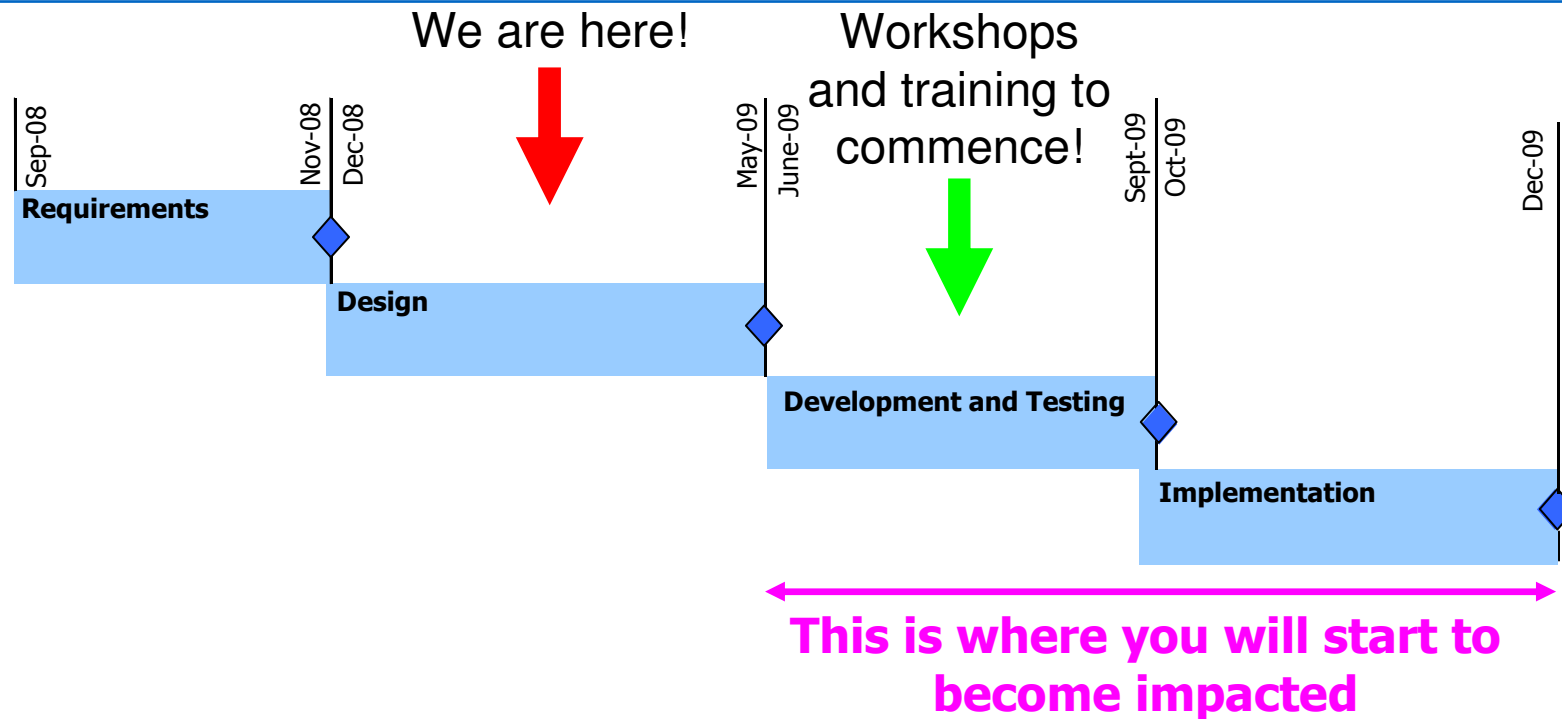 We are here!
Workshops
and training to
commence!
Sep-08
Nov-08
Dec-08
May-09
June-09
Sept-09
Oct-09
Dec-09
Requirements
Design
Development and Testing
Implementation
This is where you will start to
become impacted